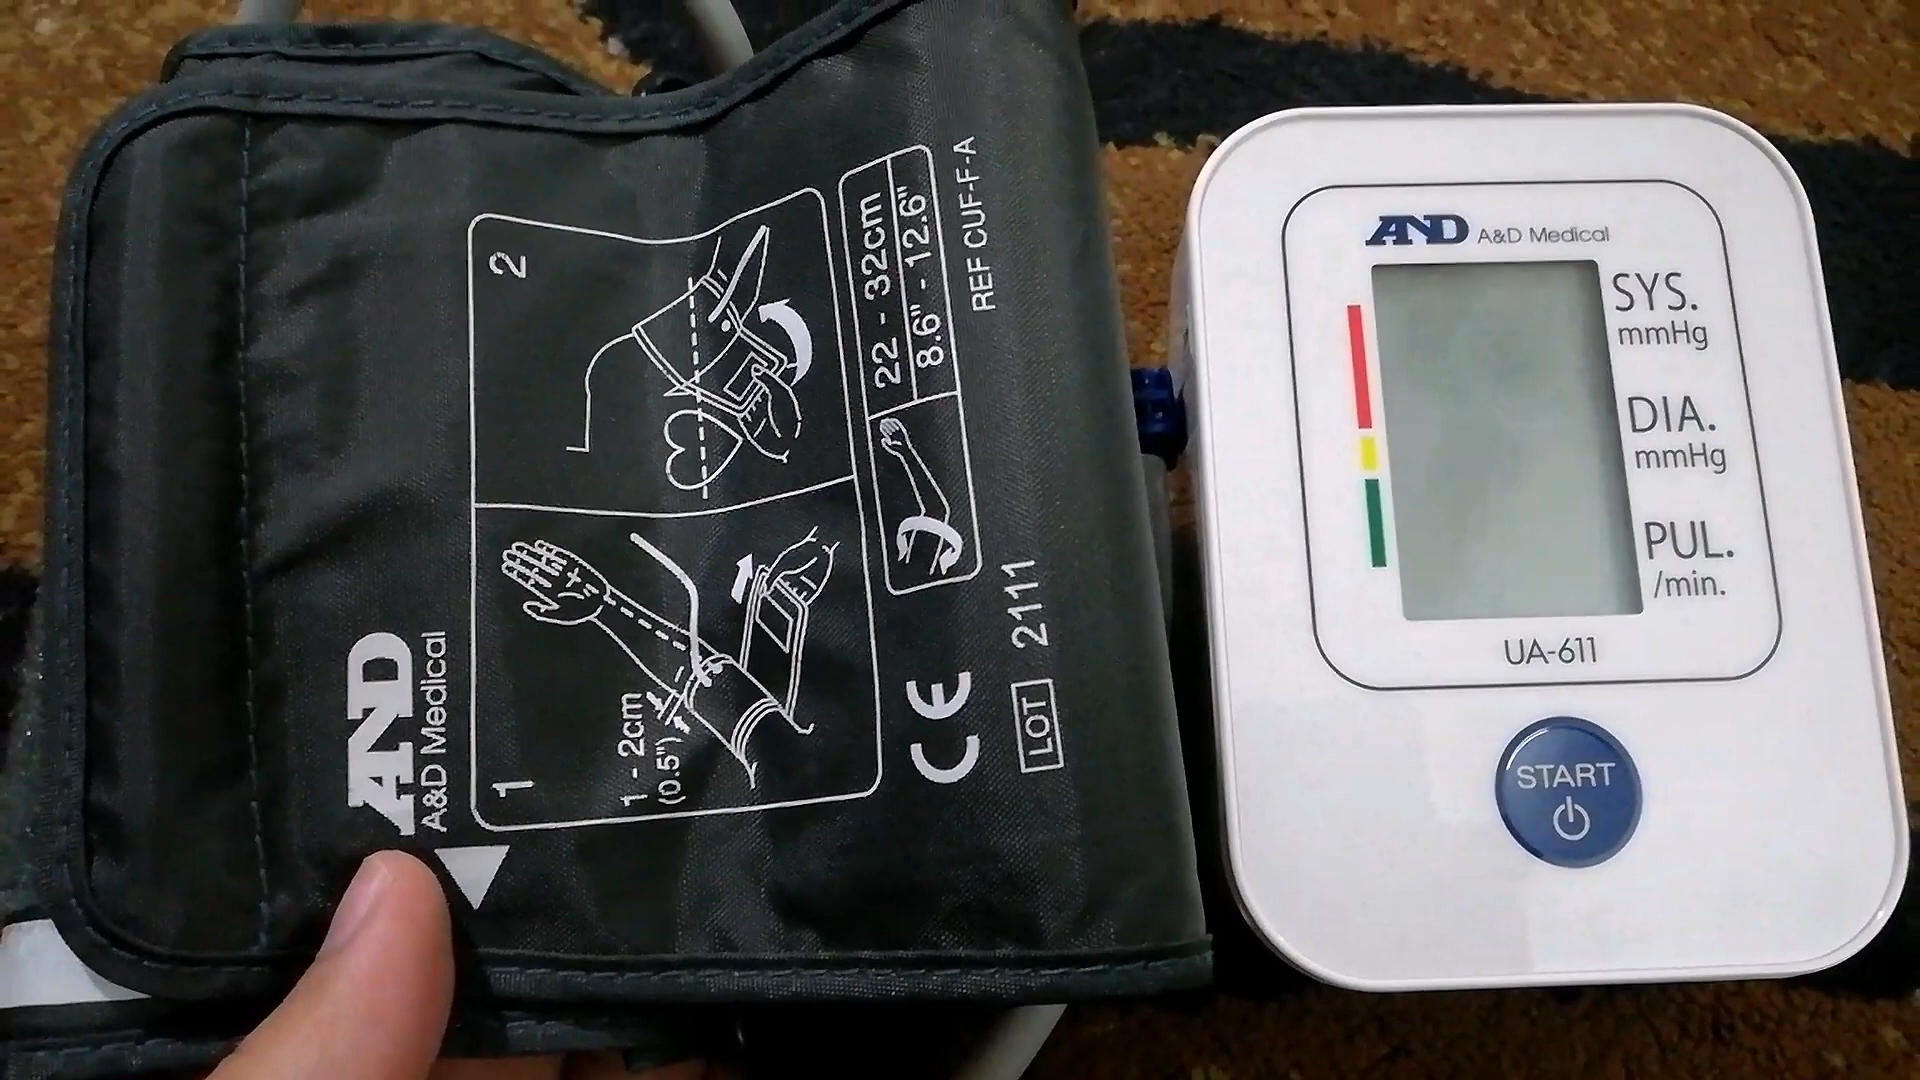 AND
A&D Medical
1
1 - 2cm
(0.5")
2
22 - 32cm
8.6" - 12.6"
REF CUF-F-A
CE
LOT 2111
AND A&D Medical
SYS.
mmHg
DIA.
mmHg
PUL.
/min.
UA-611
START